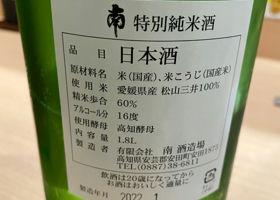 南 特別純米酒
品目 日本酒
原材料名 米(国産)、米こうじ(国産米)
使用米 愛媛県産 松山三井100%
精米歩合 60%
アルコール分 16度
使用酵母 高知酵母
内容量 1.8L
製造者 有限会社 南 酒造場
高知県安芸郡安田町安田1875
TEL(0887)38-6811
飲酒は20歳になってから
お酒はおいしく適量に
製造年月 2022. 1